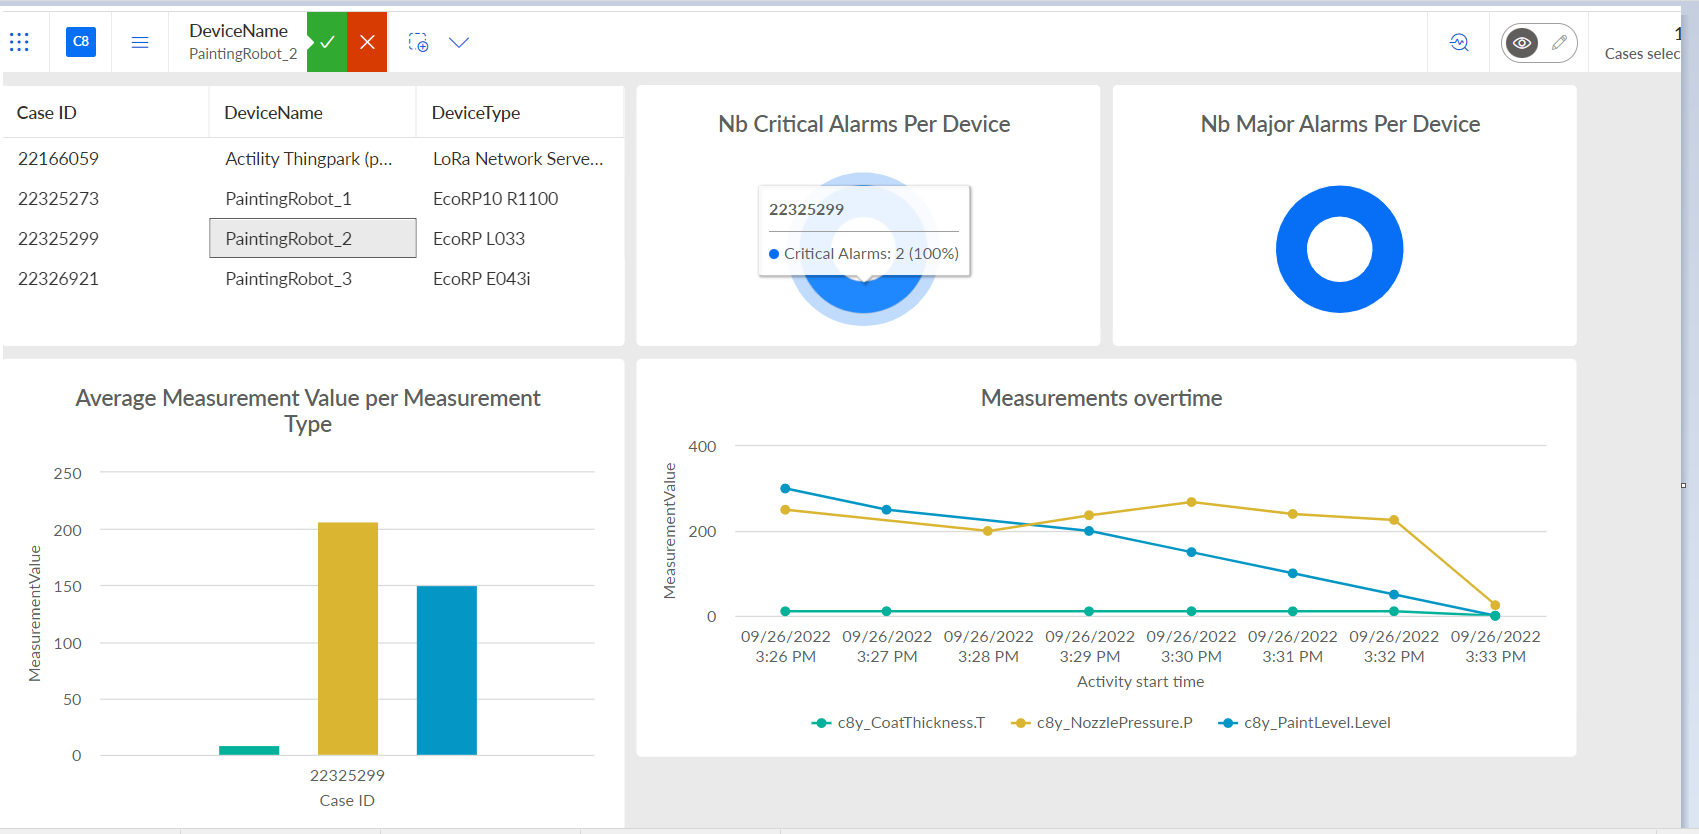 C8
DeviceName
PaintingRobot_2
1
Cases selec
Case ID DeviceName DeviceType
22166059 Actility Thingpark (p... LoRa Network Serve...
22325273 PaintingRobot_1 EcoRP10 R1100
22325299 PaintingRobot_2 EcoRP L033
22326921 PaintingRobot_3 EcoRP E043i
Nb Critical Alarms Per Device
22325299
Critical Alarms: 2 (100%)
Nb Major Alarms Per Device
Average Measurement Value per Measurement
Type
MeasurementValue
250
200
150
100
50
0
22325299
Case ID
Measurements overtime
MeasurementValue
400
200
0
09/26/2022 09/26/2022 09/26/2022 09/26/2022 09/26/2022 09/26/2022 09/26/2022 09/26/2022
3:26 PM 3:27 PM 3:28 PM 3:29 PM 3:30 PM 3:31 PM 3:32 PM 3:33 PM
Activity start time
c8y_CoatThickness.T c8y_NozzlePressure.P c8y_PaintLevel.Level